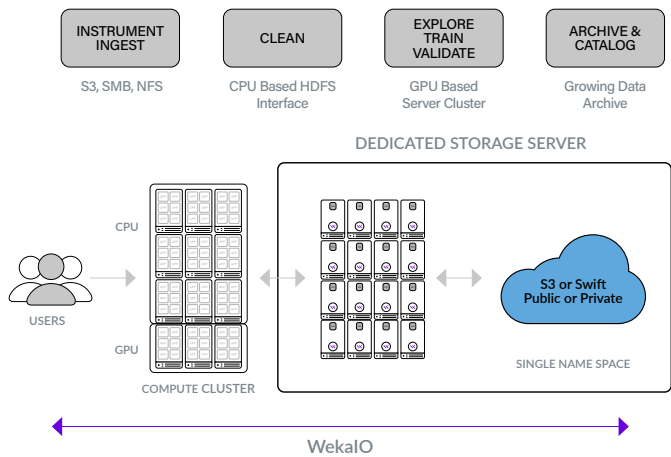 INSTRUMENT
INGEST
CLEAN
EXPLORE
TRAIN
VALIDATE
ARCHIVE &
CATALOG
S3, SMB, NFS
CPU Based HDFS
Interface
GPU Based
Server Cluster
Growing Data
Archive
DEDICATED STORAGE SERVER
CPU
GPU
USERS
COMPUTE CLUSTER
S3 or Swift
Public or Private
SINGLE NAME SPACE
WekaIO